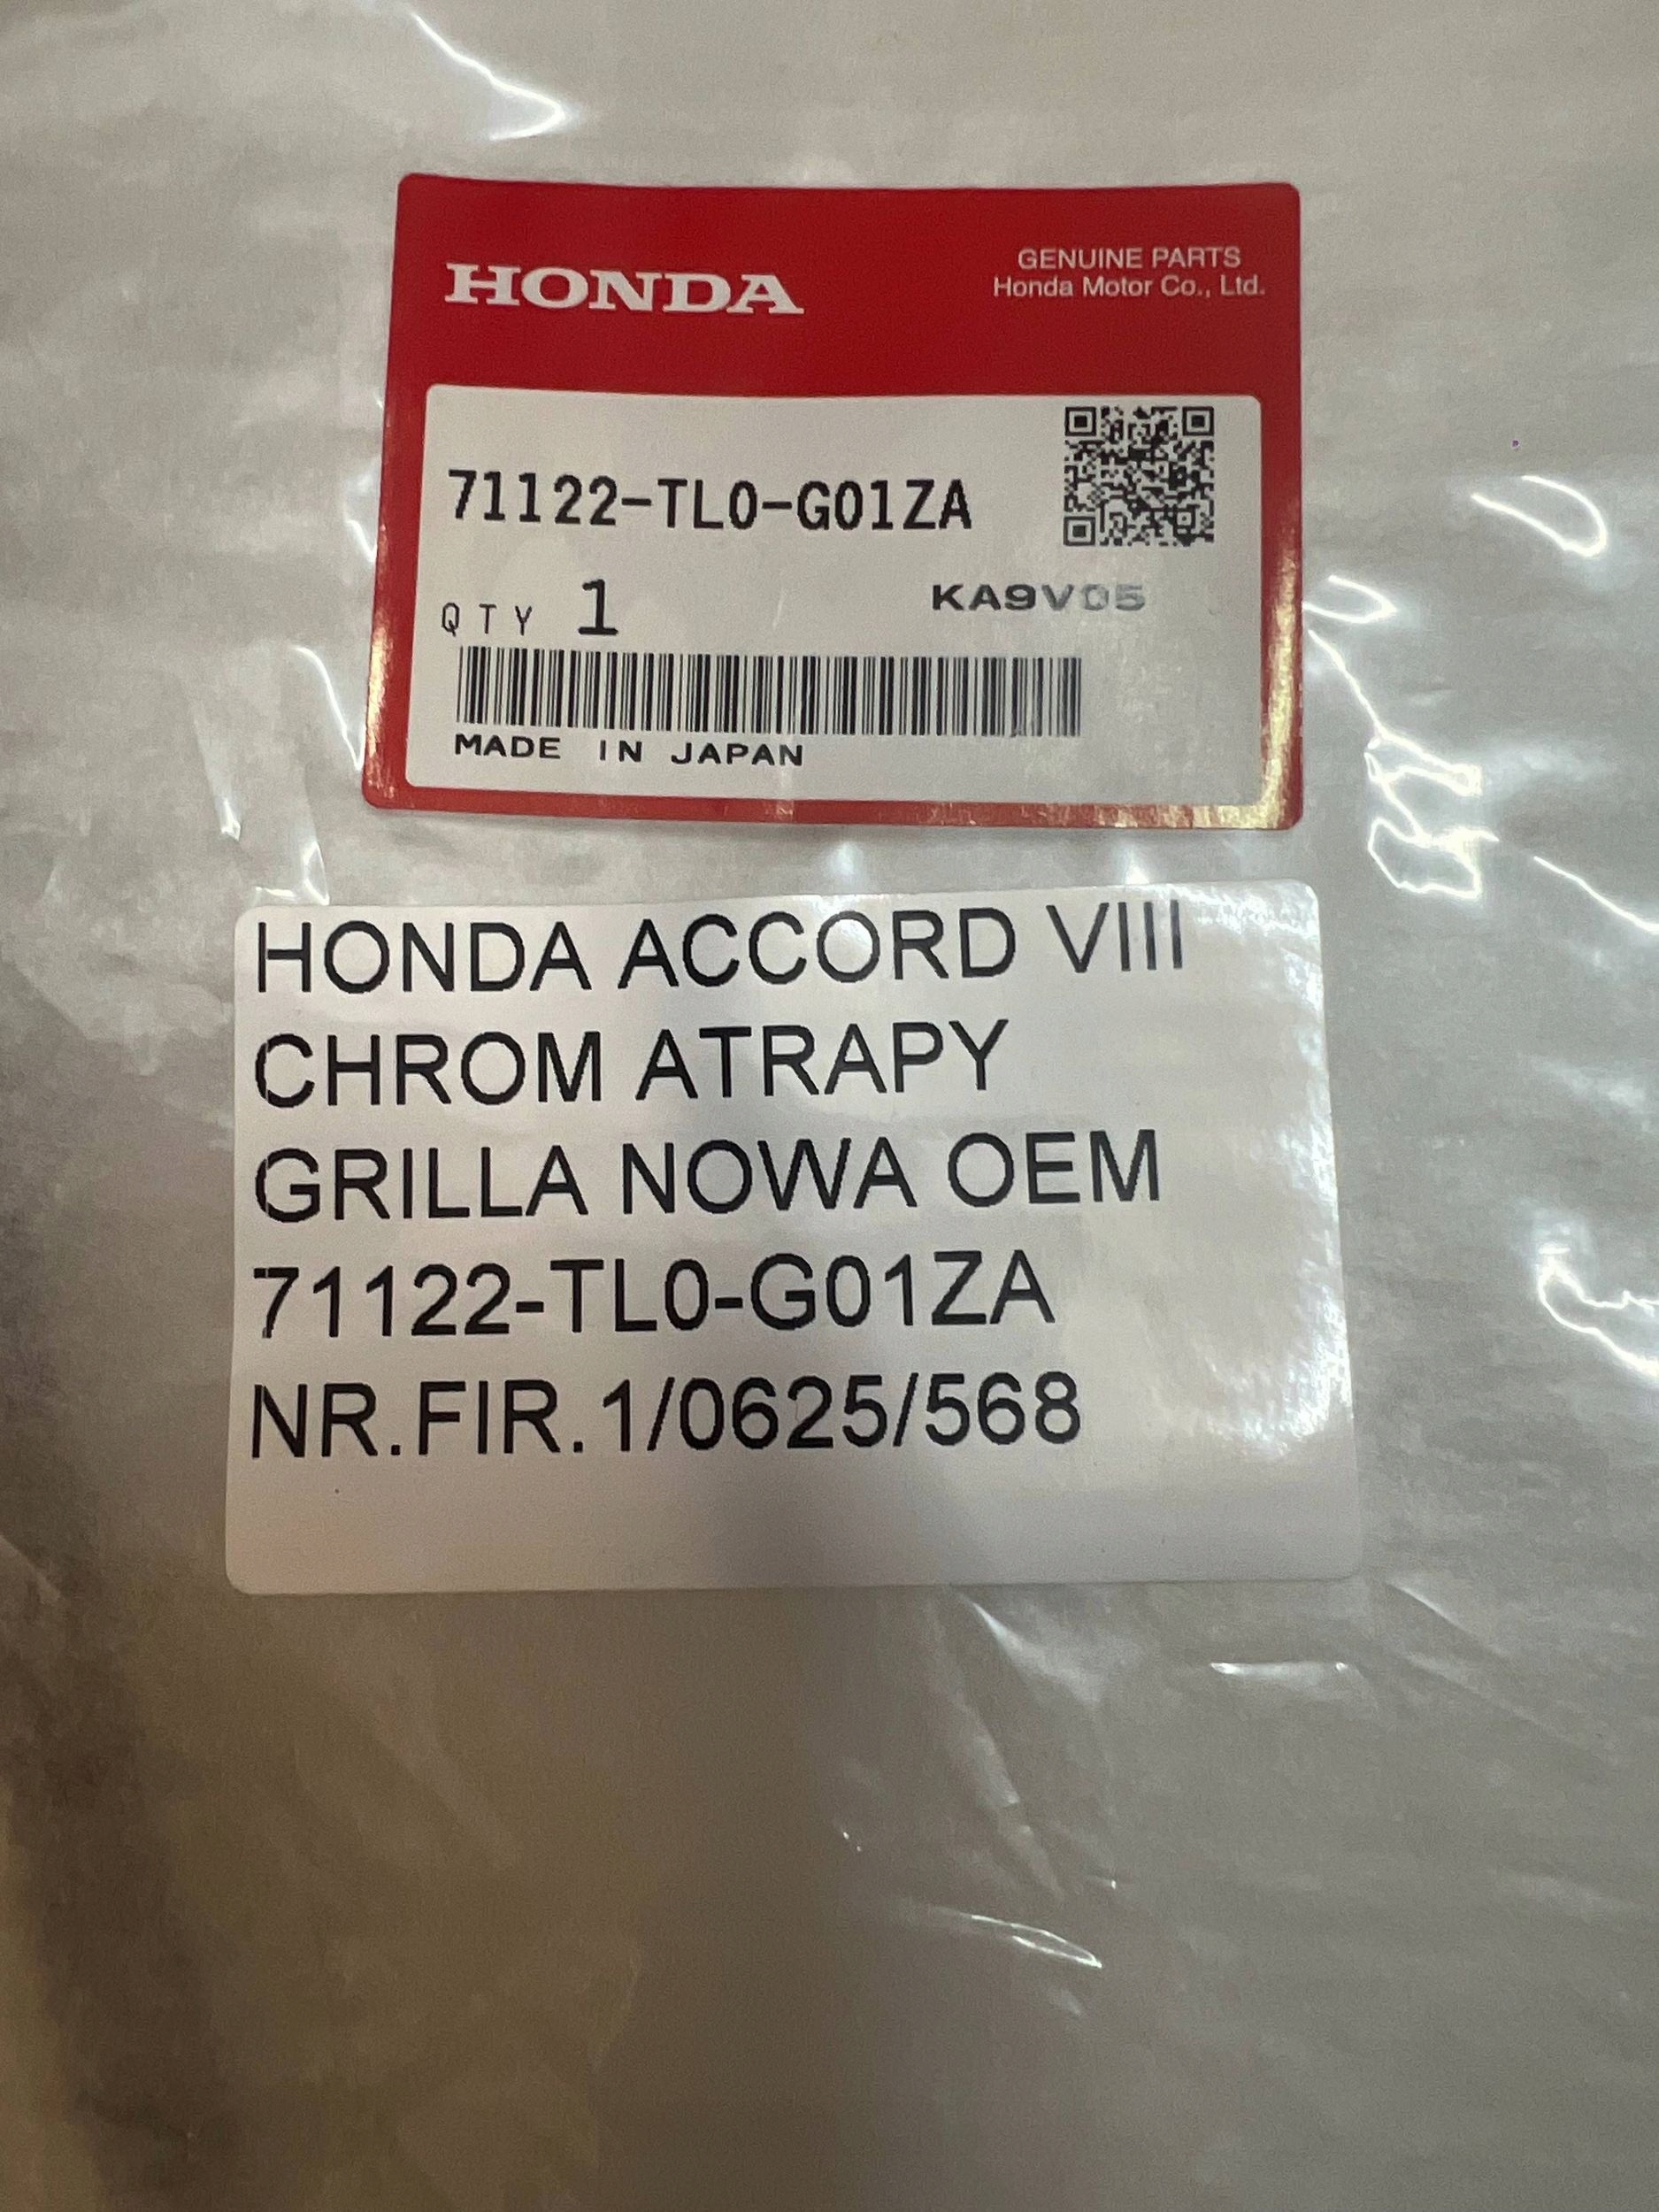 HONDA
GENUINE PARTS
Honda Motor Co., Ltd.
71122-TL0-G01ZA
QTY 1
KA9V05
MADE IN JAPAN
HONDA ACCORD VIII
CHROM ATRAPY
GRILLA NOWA OEM
71122-TL0-G01ZA
NR.FIR.1/0625/568